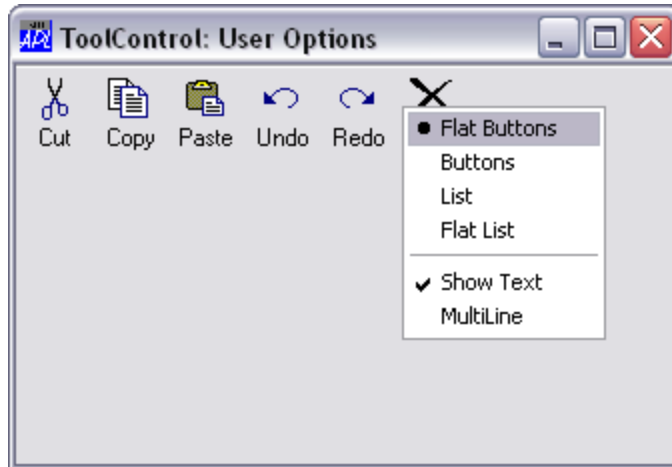 ToolControl: User Options
Cut Copy Paste Undo Redo
Flat Buttons
Buttons
List
Flat List
Show Text
MultiLine